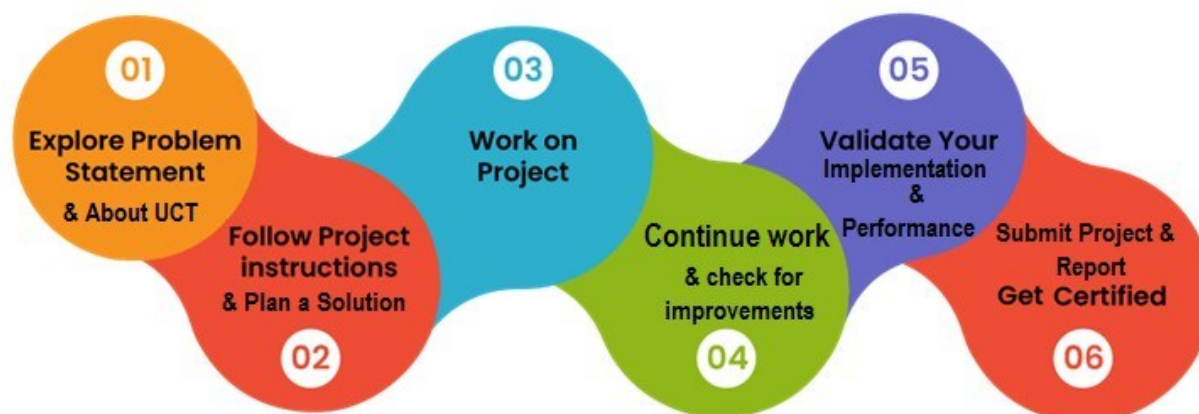 01
Explore Problem
Statement
& About UCT
Follow Project
instructions
& Plan a Solution
02
03
Work on
Project
Continue work
& check for
improvements
04
05
Validate Your
Implementation
&
Performance
Submit Project &
Report
Get Certified
06